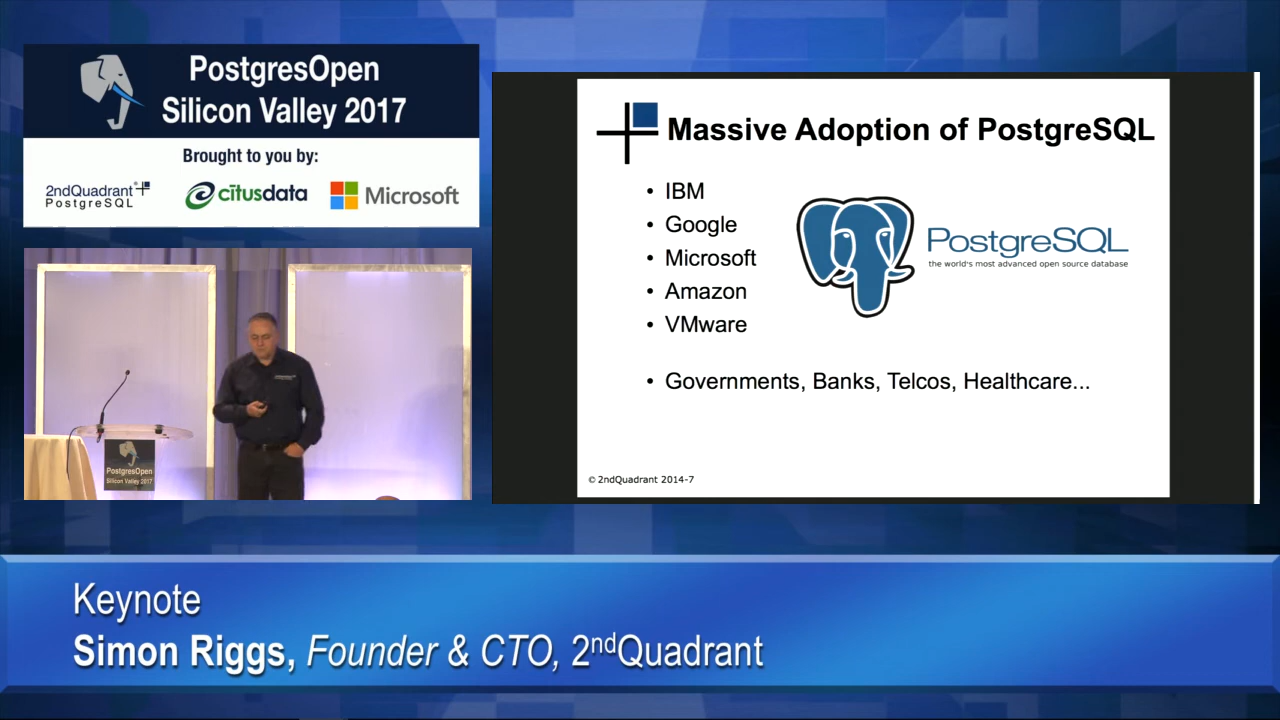 PostgresOpen
Silicon Valley 2017
Brought to you by:
2ndQuadrant®
PostgreSQL
citusdata
Microsoft
Massive Adoption of PostgreSQL
• IBM
• Google
• Microsoft
• Amazon
• VMware
• Governments, Banks, Telcos, Healthcare...
PostgreSQL
the world's most advanced open source database
© 2ndQuadrant 2014-7
PostgresOpen
Silicon Valley 2017
Keynote
Simon Riggs, Founder & CTO, 2ndQuadrant